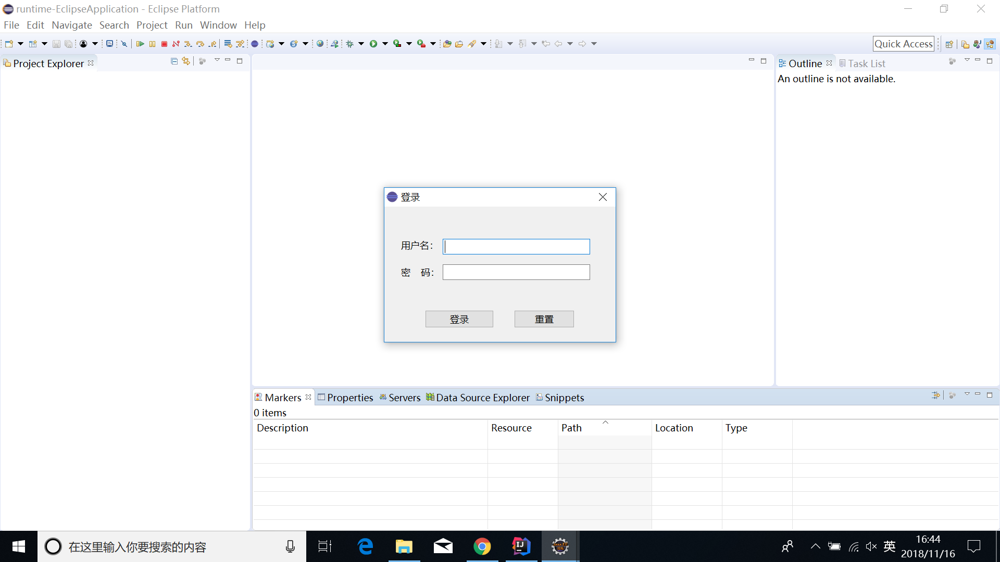 runtime-EclipseApplication - Eclipse Platform
File Edit Navigate Search Project Run Window Help
Quick Access
Project Explorer
Outline Task List
An outline is not available.
登录
用户名：
密 码：
登录 重置
Markers Properties Servers Data Source Explorer Snippets
0 items
Description Resource Path Location Type
在这里输入你要搜索的内容
英
16:44
2018/11/16